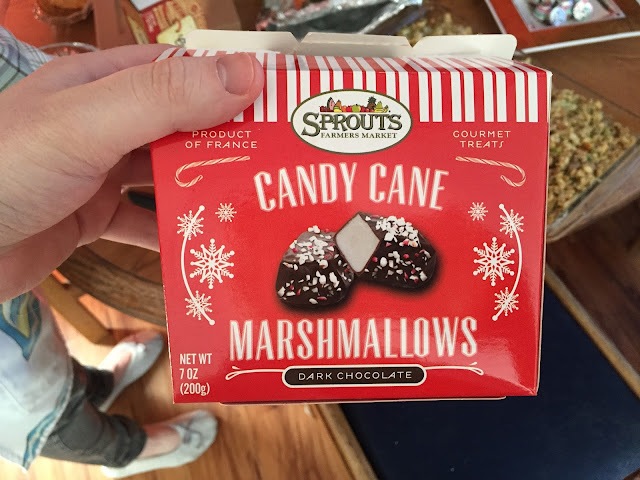 SPROUTS
FARMERS MARKET
PRODUCT
OF FRANCE
GOURMET
TREATS
CANDY CANE
MARSHMALLOWS
NET WT
7 OZ
(200g)
DARK CHOCOLATE